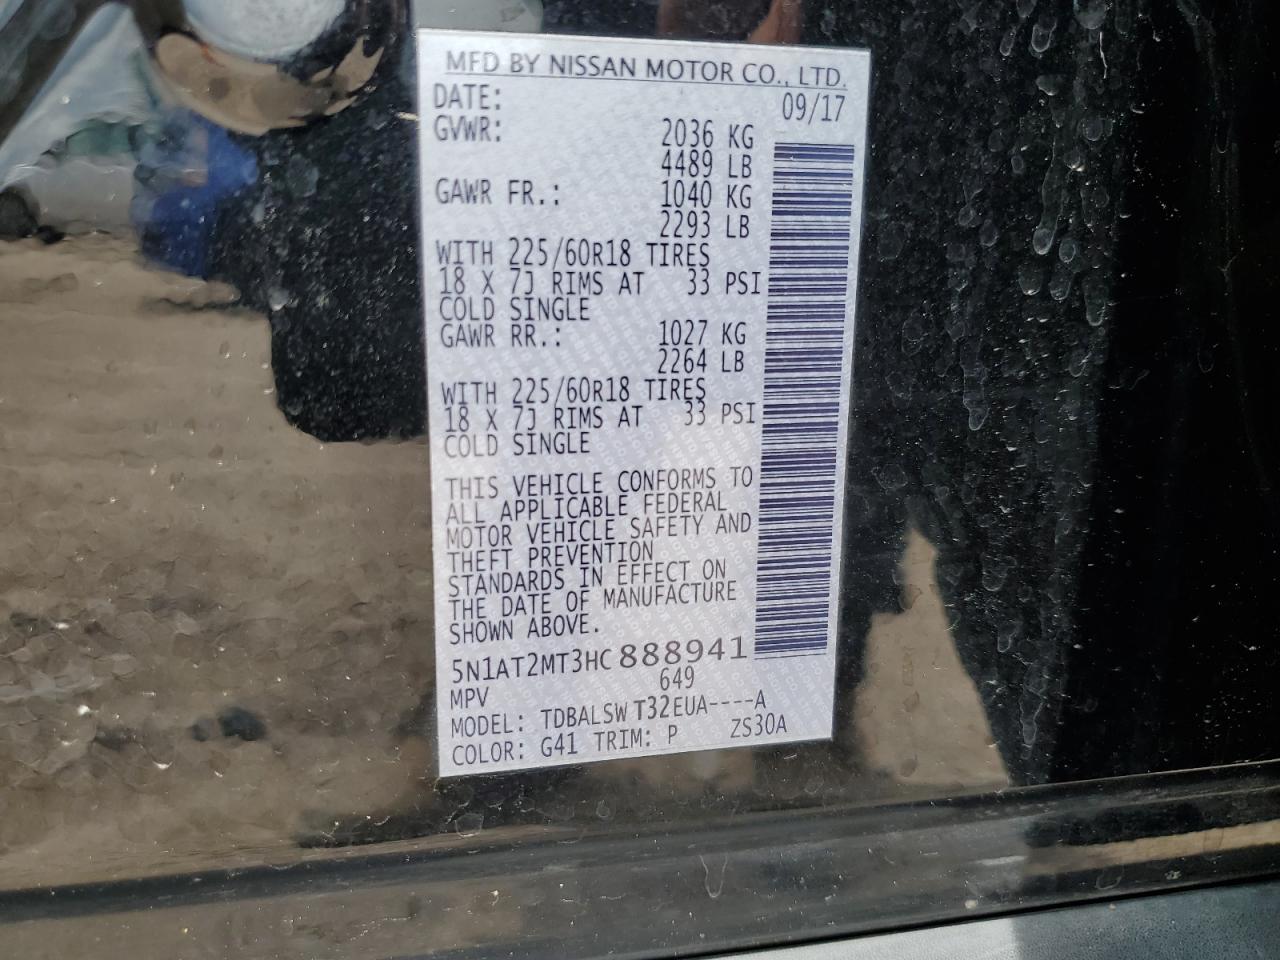 MFD BY NISSAN MOTOR CO., LTD.
DATE: 09/17
GVWR: 2036 KG
4489 LB
GAWR FR.: 1040 KG
2293 LB
WITH 225/60R18 TIRES
18 X 7J RIMS AT 33 PSI
COLD SINGLE
GAWR RR.: 1027 KG
2264 LB
WITH 225/60R18 TIRES
18 X 7J RIMS AT 33 PSI
COLD SINGLE
THIS VEHICLE CONFORMS TO
ALL APPLICABLE FEDERAL
MOTOR VEHICLE SAFETY AND
THEFT PREVENTION
STANDARDS IN EFFECT ON
THE DATE OF MANUFACTURE
SHOWN ABOVE.
5N1AT2MT3HC888941
MPV 649
MODEL: TDBALSWT32EUA----A
COLOR: G41 TRIM: P ZS30A